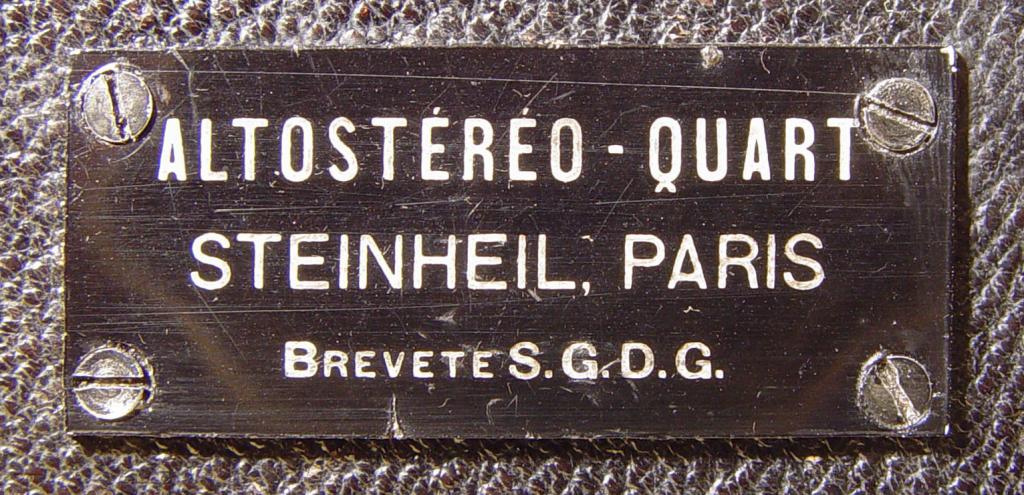 ALTOSTÉRÉO - QUART
STEINHEIL, PARIS
BREVETE S.G.D.G.